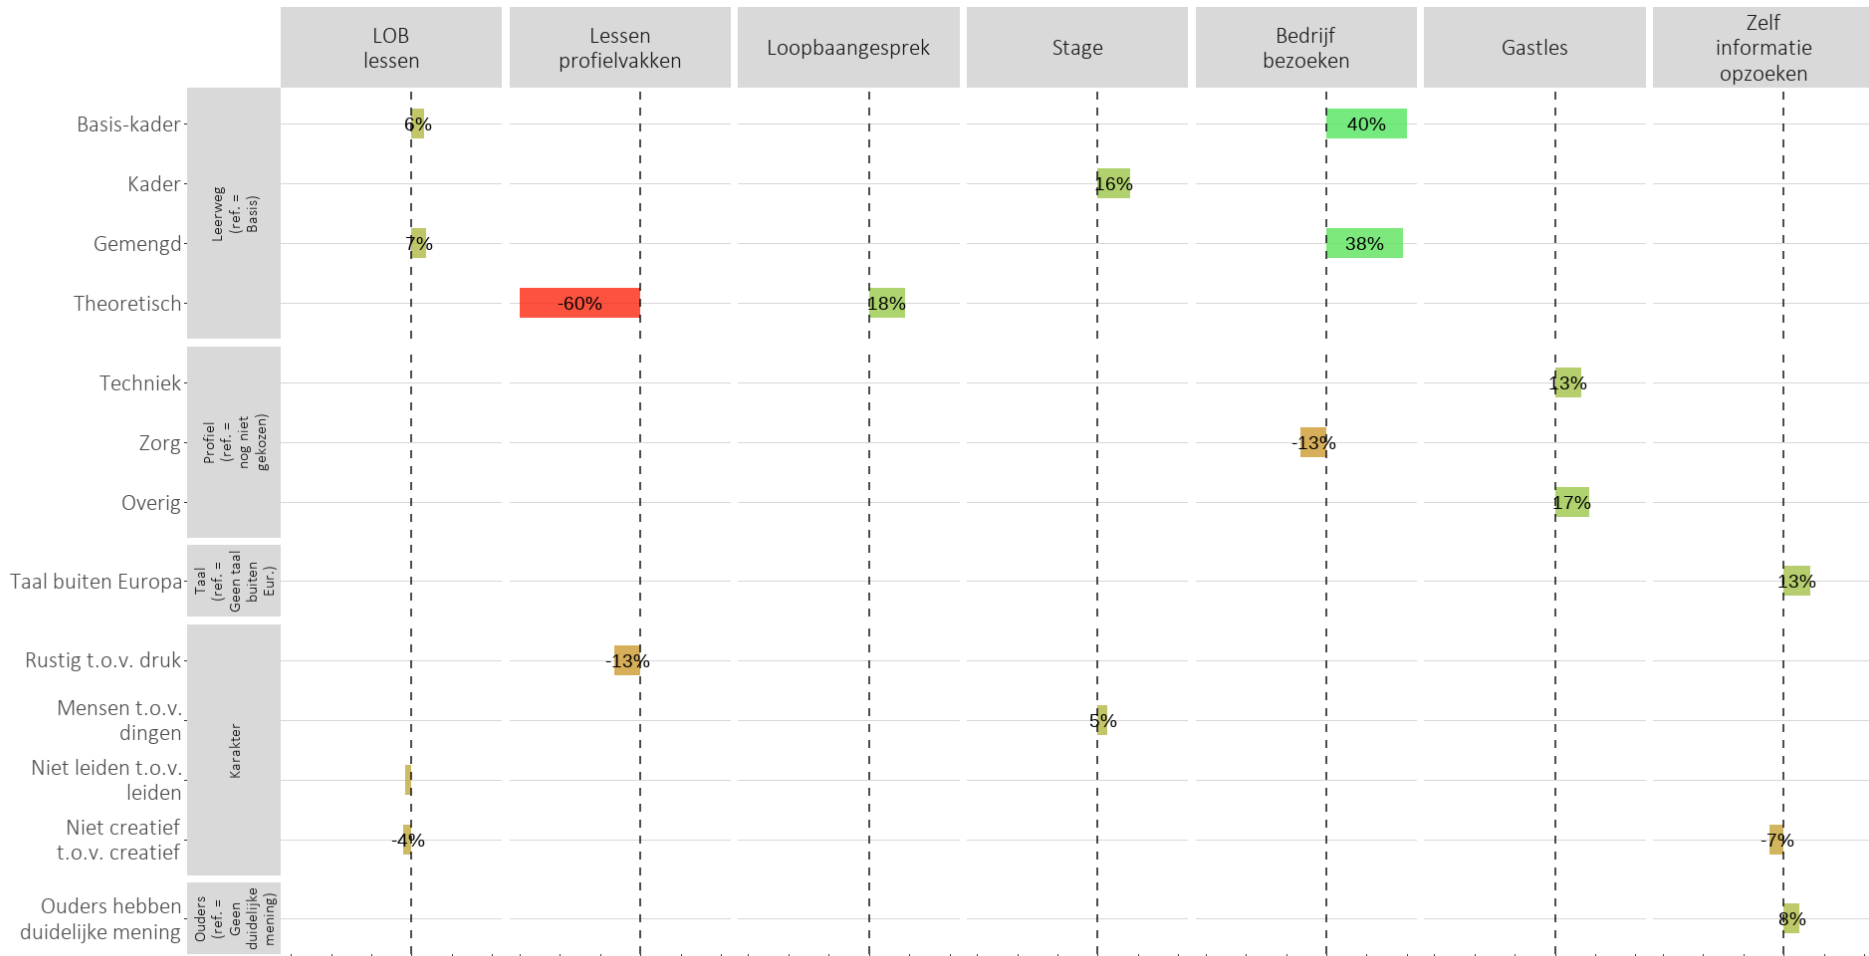 LOB
lessen
Lessen
profielvakken
Loopbaangesprek
Stage
Bedrijf
bezoeken
Gastles
Zelf
informatie
opzoeken
Leerweg
(ref. =
Basis)
Basis-kader
6%
40%
Kader
16%
Gemengd
7%
38%
Theoretisch
-60%
18%
Profiel
(ref. =
nog niet
gekozen)
Techniek
13%
Zorg
-13%
Overig
17%
Taal
(ref. =
Geen taal
buiten
Eur.)
Taal buiten Europa
13%
Karakter
Rustig t.o.v. druk
-13%
Mensen t.o.v.
dingen
5%
Niet leiden t.o.v.
leiden
Niet creatief
t.o.v. creatief
-4%
-7%
Ouders
(ref. =
Geen
duidelijke
mening)
Ouders hebben
duidelijke mening
8%